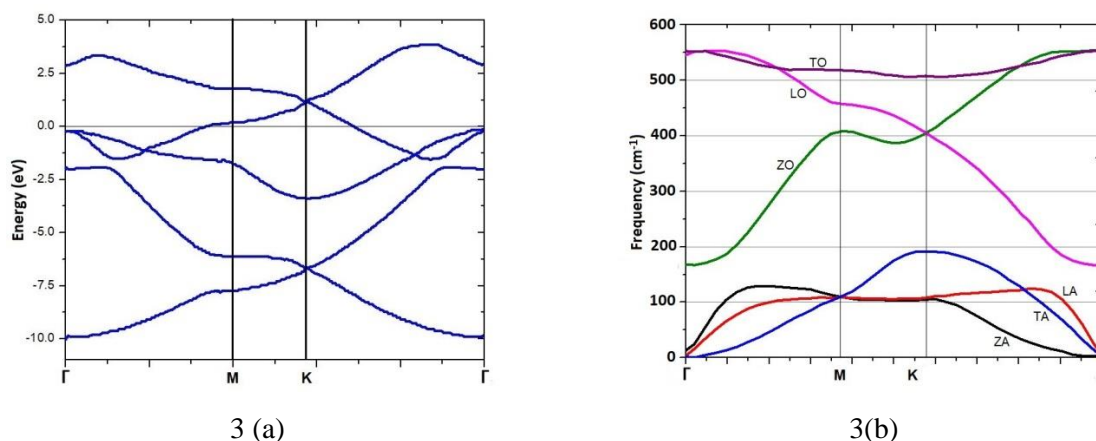 5.0
2.5
0.0
-2.5
-5.0
-7.5
-10.0
Energy (eV)
Γ M K Γ
3 (a)
600
500
400
300
200
100
0
Frequency (cm⁻¹)
TO
LO
ZO
LA
TA
ZA
Γ M K
3(b)